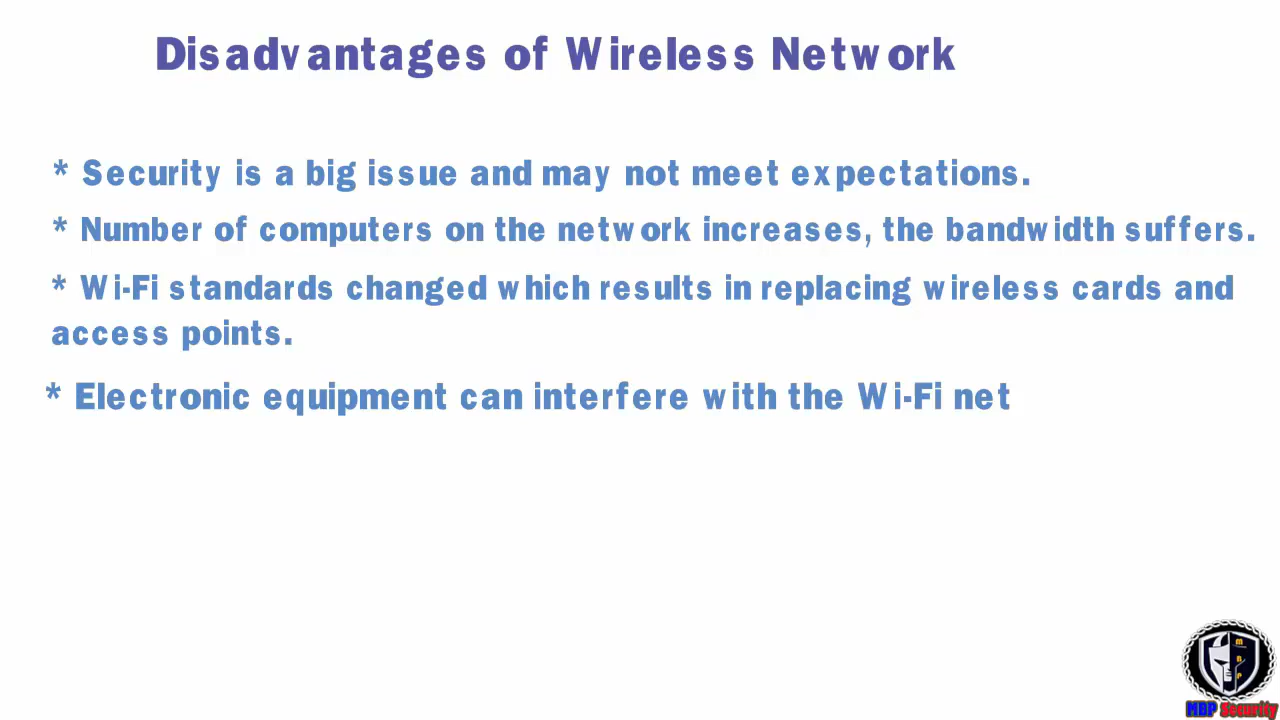 Disadvantages of Wireless Network
* Security is a big issue and may not meet expectations.
* Number of computers on the network increases, the bandwidth suffers.
* Wi-Fi standards changed which results in replacing wireless cards and
access points.
* Electronic equipment can interfere with the Wi-Fi net
M
B
P
MBP Security